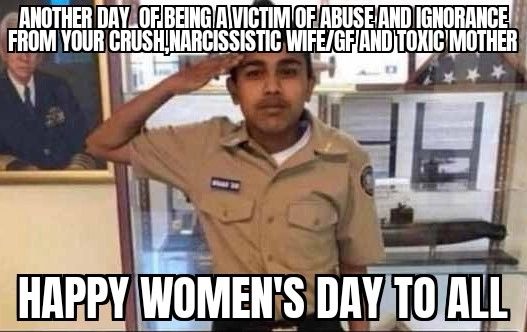 ANOTHER DAY..OF BEING A VICTIM OF ABUSE AND IGNORANCE
FROM YOUR CRUSH,NARCISSISTIC WIFE/GF AND TOXIC MOTHER
HAPPY WOMEN'S DAY TO ALL